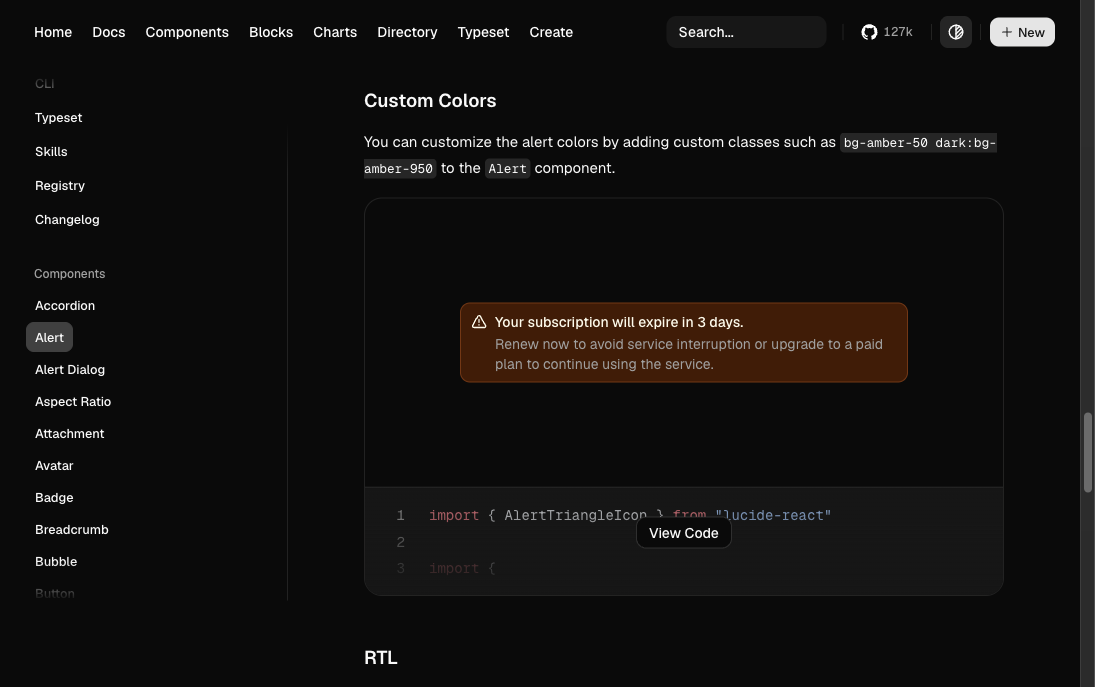 Home Docs Components Blocks Charts Directory Typeset Create Search... 127k New
CLI
Typeset
Skills
Registry
Changelog
Components
Accordion
Alert
Alert Dialog
Aspect Ratio
Attachment
Avatar
Badge
Breadcrumb
Bubble
Button
Custom Colors
You can customize the alert colors by adding custom classes such as bg-amber-50 dark:bg-
amber-950 to the Alert component.
Your subscription will expire in 3 days.
Renew now to avoid service interruption or upgrade to a paid
plan to continue using the service.
1 import { AlertTriangleIcon } from "lucide-react"
View Code
2
3 import {
RTL